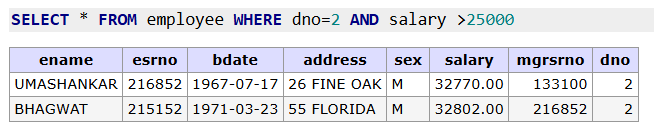 SELECT * FROM employee WHERE dno=2 AND salary >25000
ename esrno bdate address sex salary mgrsrno dno
UMASHANKAR 216852 1967-07-17 26 FINE OAK M 32770.00 133100 2
BHAGWAT 215152 1971-03-23 55 FLORIDA M 32802.00 216852 2